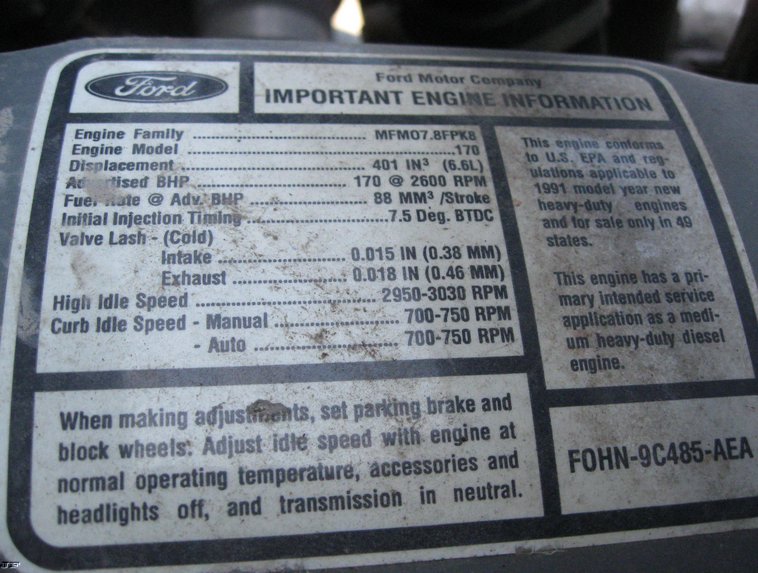 Ford
Ford Motor Company
IMPORTANT ENGINE INFORMATION
Engine Family ........ MFM07.8FPK8
Engine Model ........ 170
Displacement ........ 401 IN³ (6.6L)
Advertised BHP ........ 170 @ 2600 RPM
Fuel Rate @ Adv. BHP ........ 88 MM³ /Stroke
Initial Injection Timing ........ 7.5 Deg. BTDC
Valve Lash - (Cold)
Intake ........ 0.015 IN (0.38 MM)
Exhaust ........ 0.018 IN (0.46 MM)
High Idle Speed ........ 2950-3030 RPM
Curb Idle Speed - Manual ........ 700-750 RPM
- Auto ........ 700-750 RPM
This engine conforms
to U.S. EPA and reg-
ulations applicable to
1991 model year new
heavy-duty engines
and for sale only in 49
states.
This engine has a pri-
mary intended service
application as a medi-
um heavy-duty diesel
engine.
When making adjustments, set parking brake and
block wheels. Adjust idle speed with engine at
normal operating temperature, accessories and
headlights off, and transmission in neutral.
FOHN-9C485-AEA